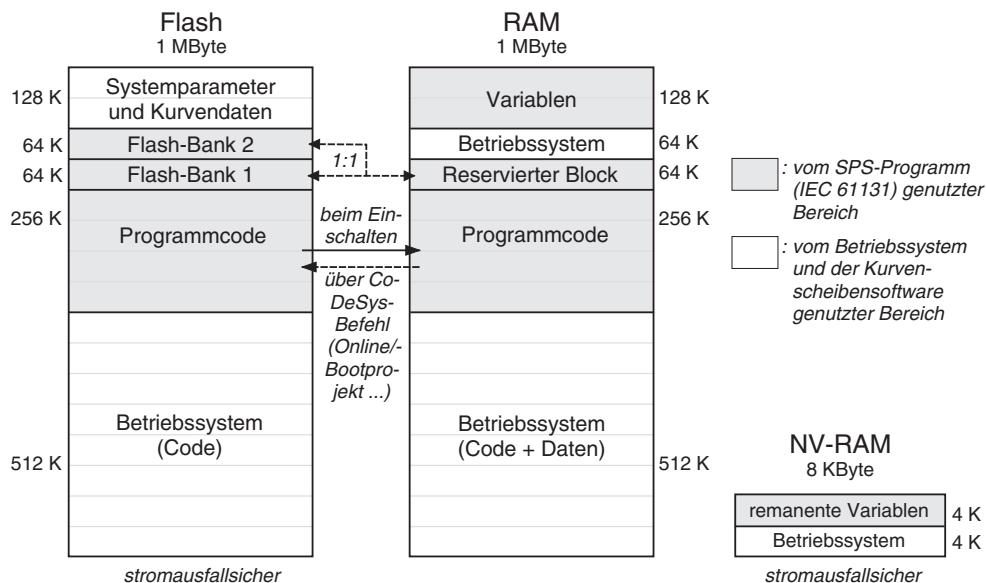 Flash
1 MByte
128 K
Systemparameter
und Kurvendaten
64 K
Flash-Bank 2
64 K
Flash-Bank 1
256 K
Programmcode
512 K
Betriebssystem
(Code)
stromausfallsicher
1:1
beim Ein-
schalten
über Co-
DeSys-
Befehl
(Online/-
Bootpro-
jekt ...)
RAM
1 MByte
Variablen
128 K
Betriebssystem
64 K
Reservierter Block
64 K
Programmcode
256 K
Betriebssystem
(Code + Daten)
512 K
: vom SPS-Programm
(IEC 61131) genutzter
Bereich
: vom Betriebssystem
und der Kurven-
scheibensoftware
genutzter Bereich
NV-RAM
8 KByte
remanente Variablen
4 K
Betriebssystem
4 K
stromausfallsicher